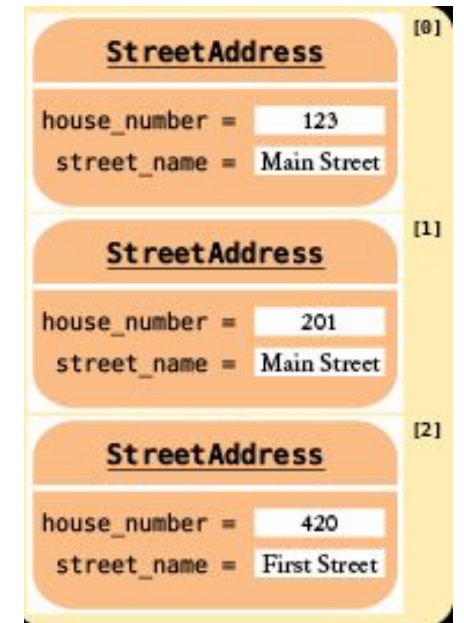 StreetAddress [0]
house_number = 123
street_name = Main Street
[1]
StreetAddress
house_number = 201
street_name = Main Street
[2]
StreetAddress
house_number = 420
street_name = First Street